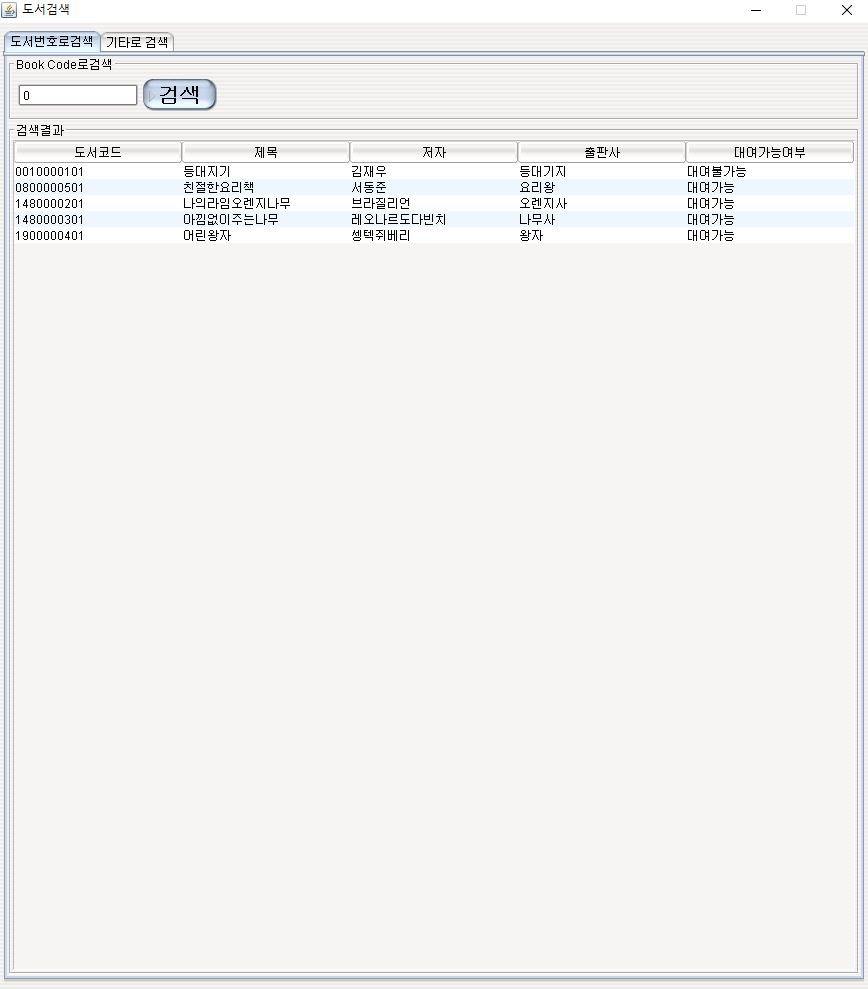 도서검색
도서번호로검색 기타로 검색
Book Code로검색
0 검색
검색결과
도서코드 제목 저자 출판사 대여가능여부
0010000101 등대지기 김재우 등대기지 대여불가능
0800000501 친절한요리책 서동준 요리왕 대여가능
1480000201 나의라임오렌지나무 브라질리언 오렌지사 대여가능
1480000301 아낌없이주는나무 레오나르도다빈치 나무사 대여가능
1900000401 어린왕자 셍텍쥐베리 왕자 대여가능